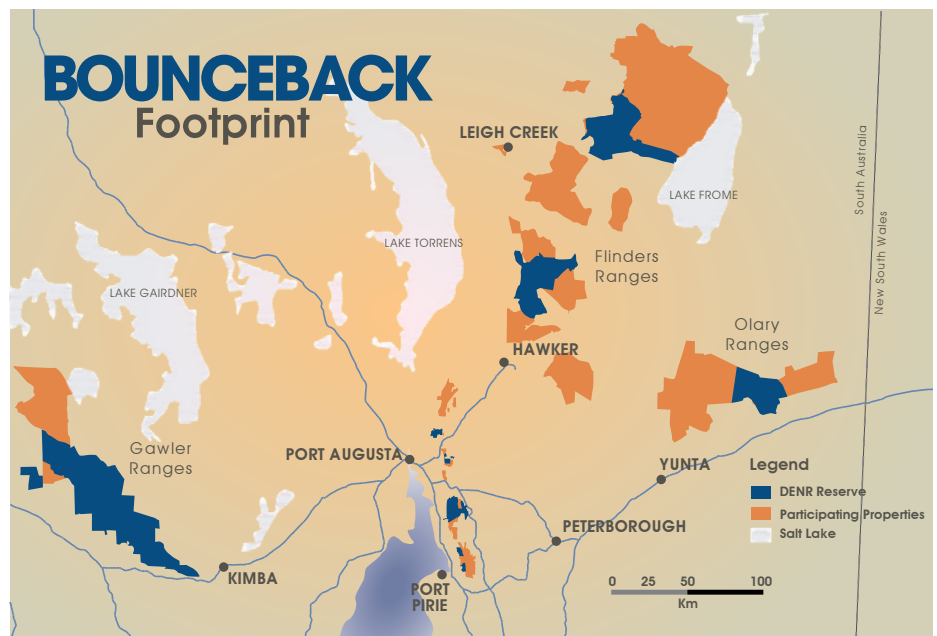 BOUNCEBACK
Footprint
LEIGH CREEK
LAKE FROME
South Australia
New South Wales
LAKE TORRENS
Flinders
Ranges
LAKE GAIRDNER
Olary
Ranges
HAWKER
Gawler
Ranges
PORT AUGUSTA
YUNTA
Legend
DENR Reserve
Participating Properties
Salt Lake
PETERBOROUGH
KIMBA
PORT
PIRIE
0 25 50 100
Km